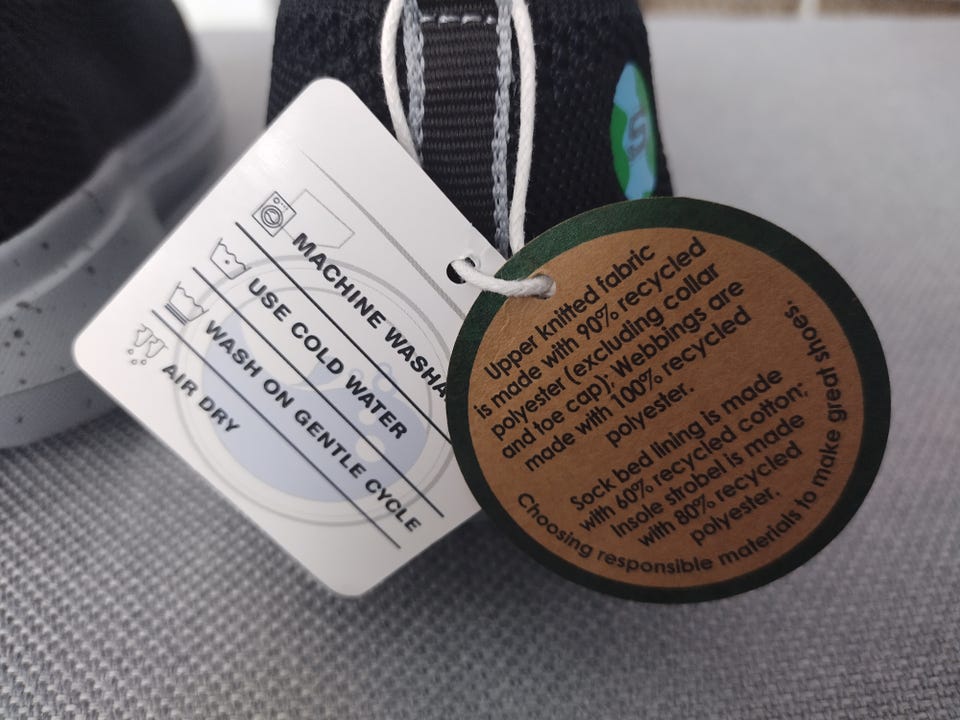 MACHINE
USE COLD WATER
WASH ON GENTLE CYCLE
AIR DRY
Upper knitted fabric
is made with 90% recycled
polyester (excluding collar
and toe cap); Webbings are
made with 100% recycled
polyester.
Sock bed lining is made
with 60% recycled cotton;
Insole strobel is made
with 80% recycled
polyester.
Choosing responsible materials to make great shoes.